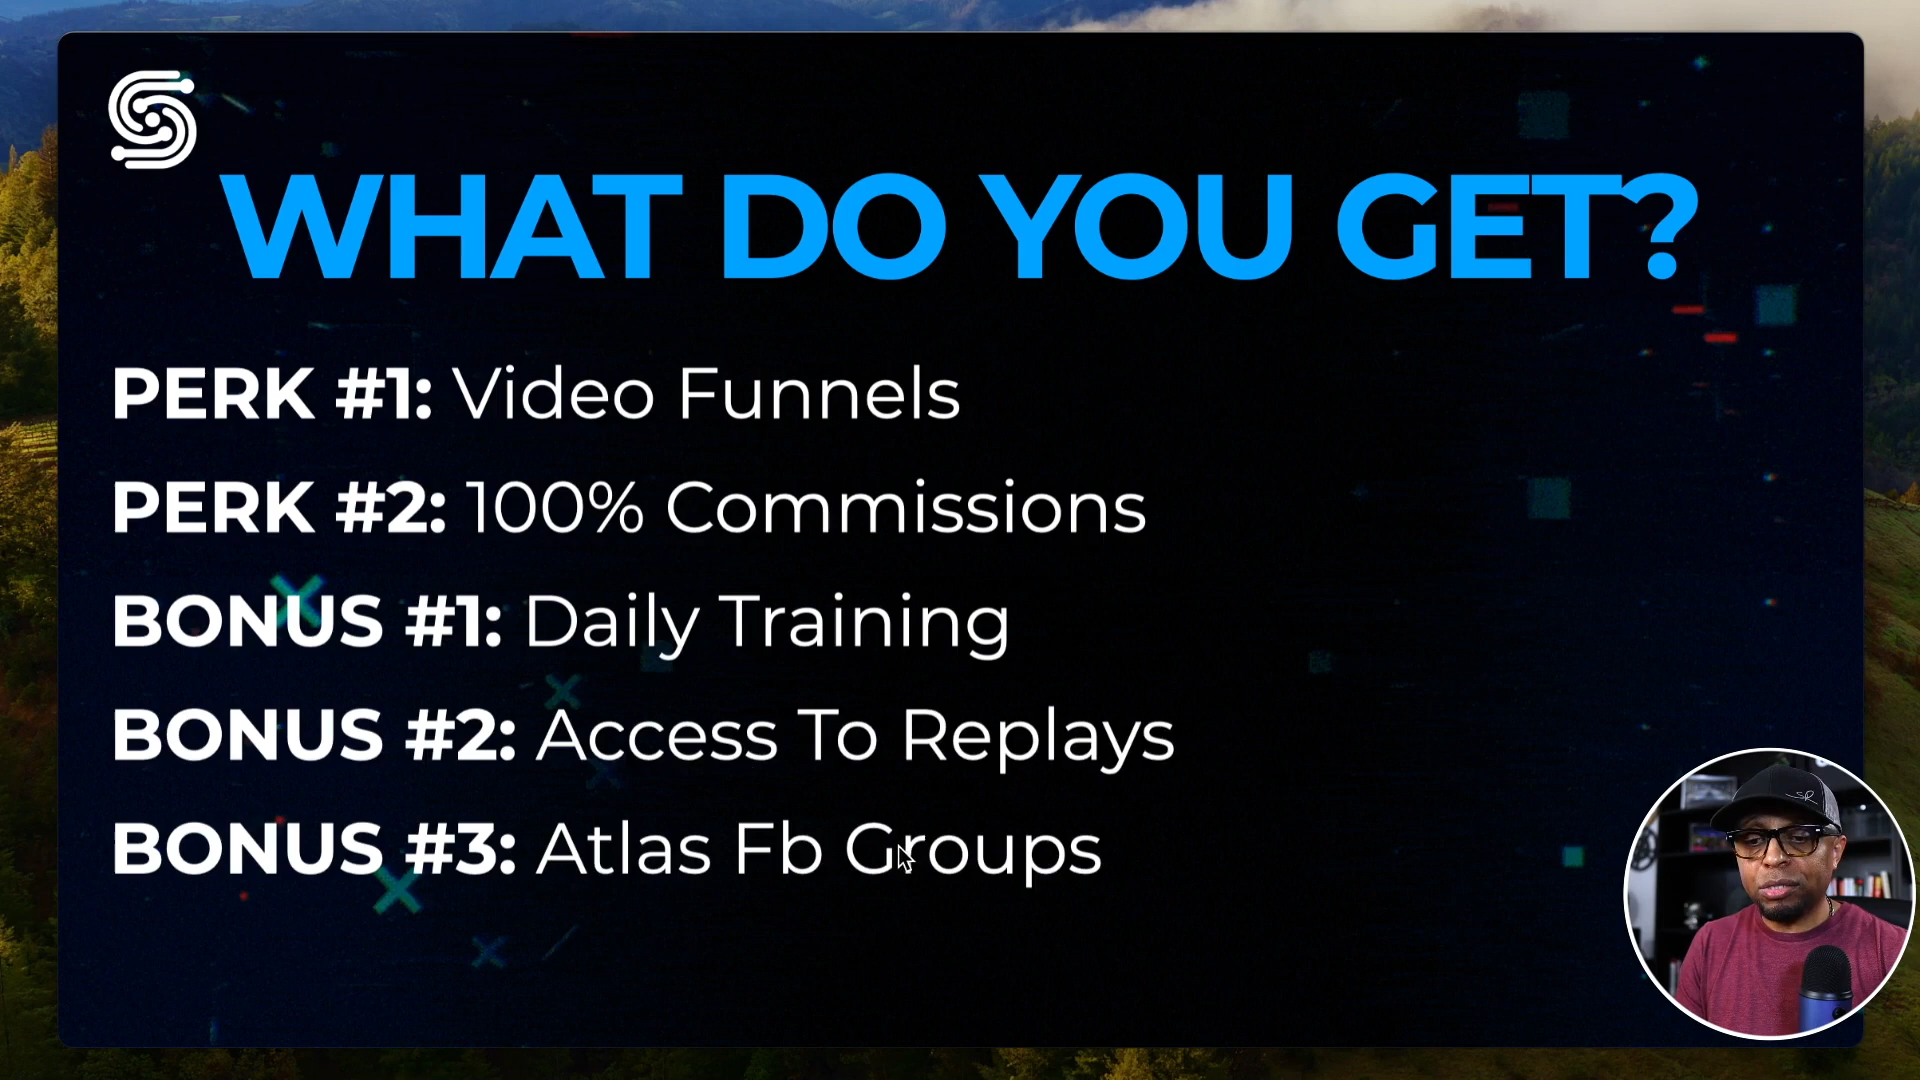 WHAT DO YOU GET?
PERK #1: Video Funnels
PERK #2: 100% Commissions
BONUS #1: Daily Training
BONUS #2: Access To Replays
BONUS #3: Atlas Fb Groups